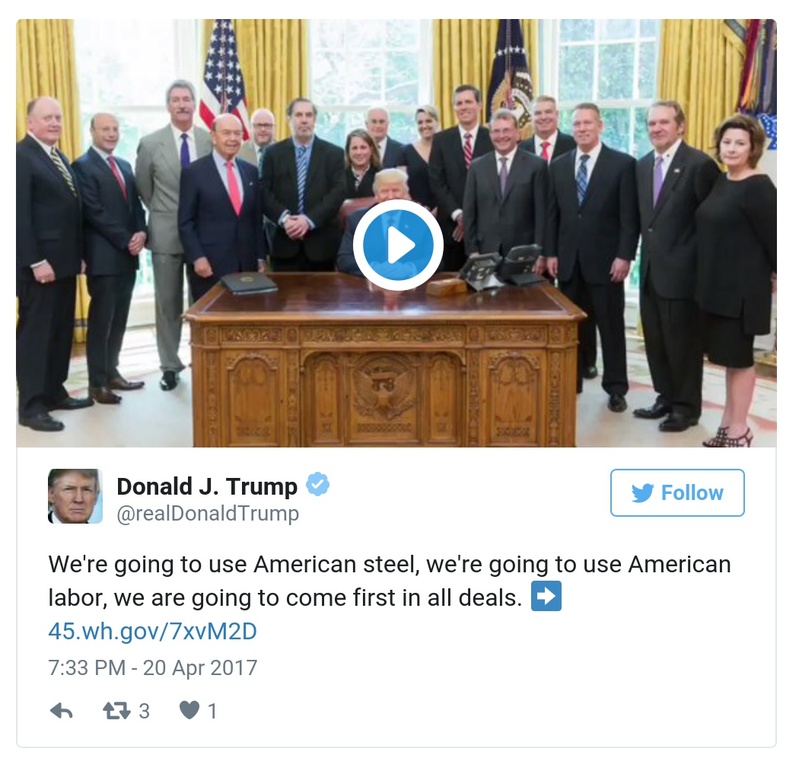 Donald J. Trump
@realDonaldTrump
Follow
We're going to use American steel, we're going to use American
labor, we are going to come first in all deals. ➡️
45.wh.gov/7xvM2D
7:33 PM - 20 Apr 2017
3 1